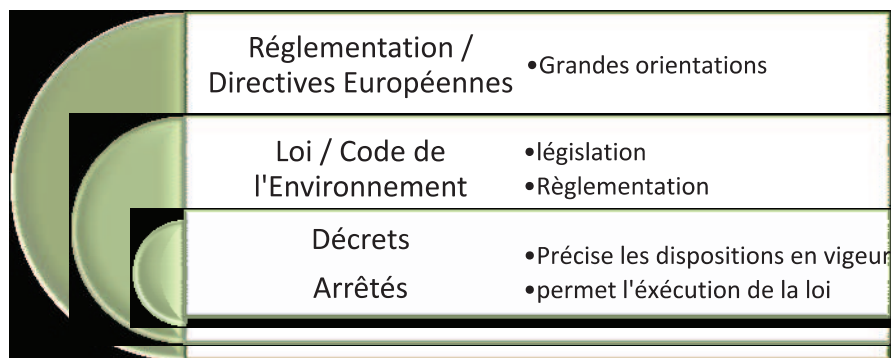 Réglementation /
Directives Européennes
•Grandes orientations
Loi / Code de
l'Environnement
•législation
•Règlementation
Décrets
Arrêtés
•Précise les dispositions en vigeur
•permet l'éxécution de la loi